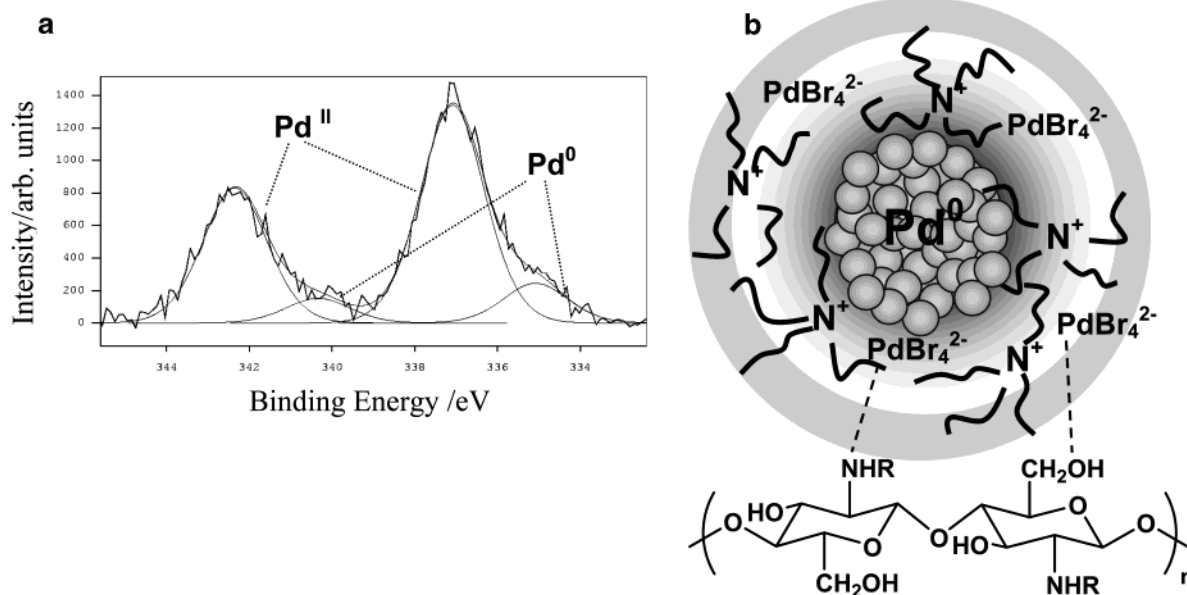 a
Intensity/arb. units
1400
1200
1000
800
600
400
200
0
Pd II
Pd0
344
342
340
338
336
334
Binding Energy /eV
b
PdBr42-
N+
PdBr42-
N+
Pd0
N+
N+
PdBr42-
PdBr42-
N+
NHR
CH2OH
HO
O
O
O
O
O
HO
CH2OH
NHR
n